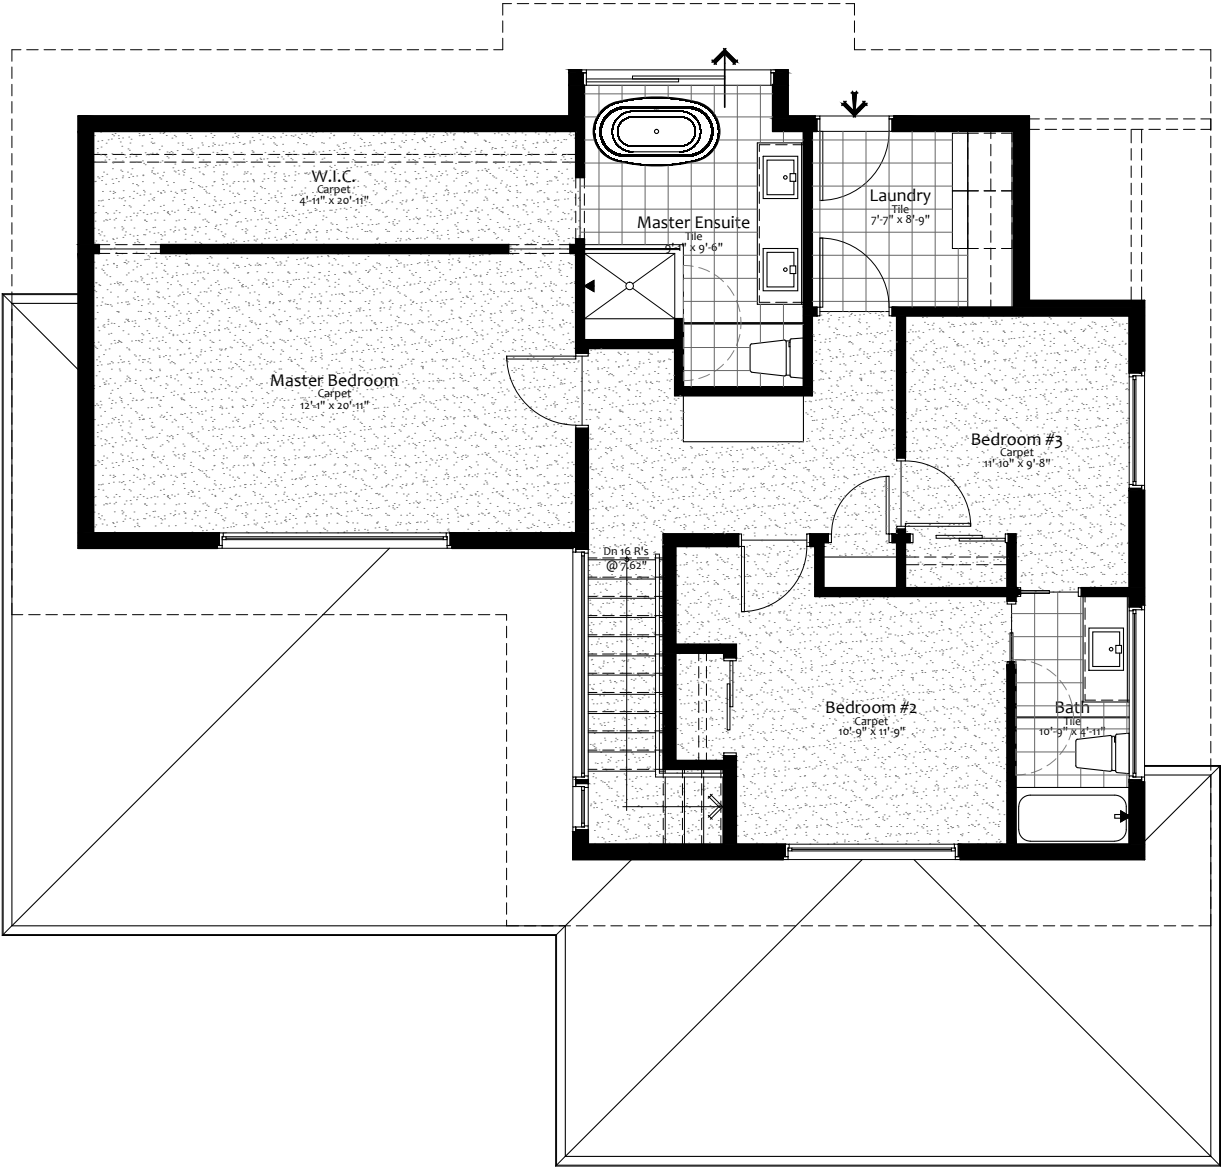 W.I.C.
Carpet
4'-11" x 20'-11"
Master Ensuite
Tile
9'-7" x 9'-6"
Laundry
Tile
7'-7" x 8'-9"
Master Bedroom
Carpet
12'-1" x 20'-11"
Bedroom #3
Carpet
11'-10" x 9'-8"
Dn 16 R's
@ 7.62"
Bedroom #2
Carpet
10'-9" x 11'-9"
Bath
Tile
10'-9" x 4'-11"